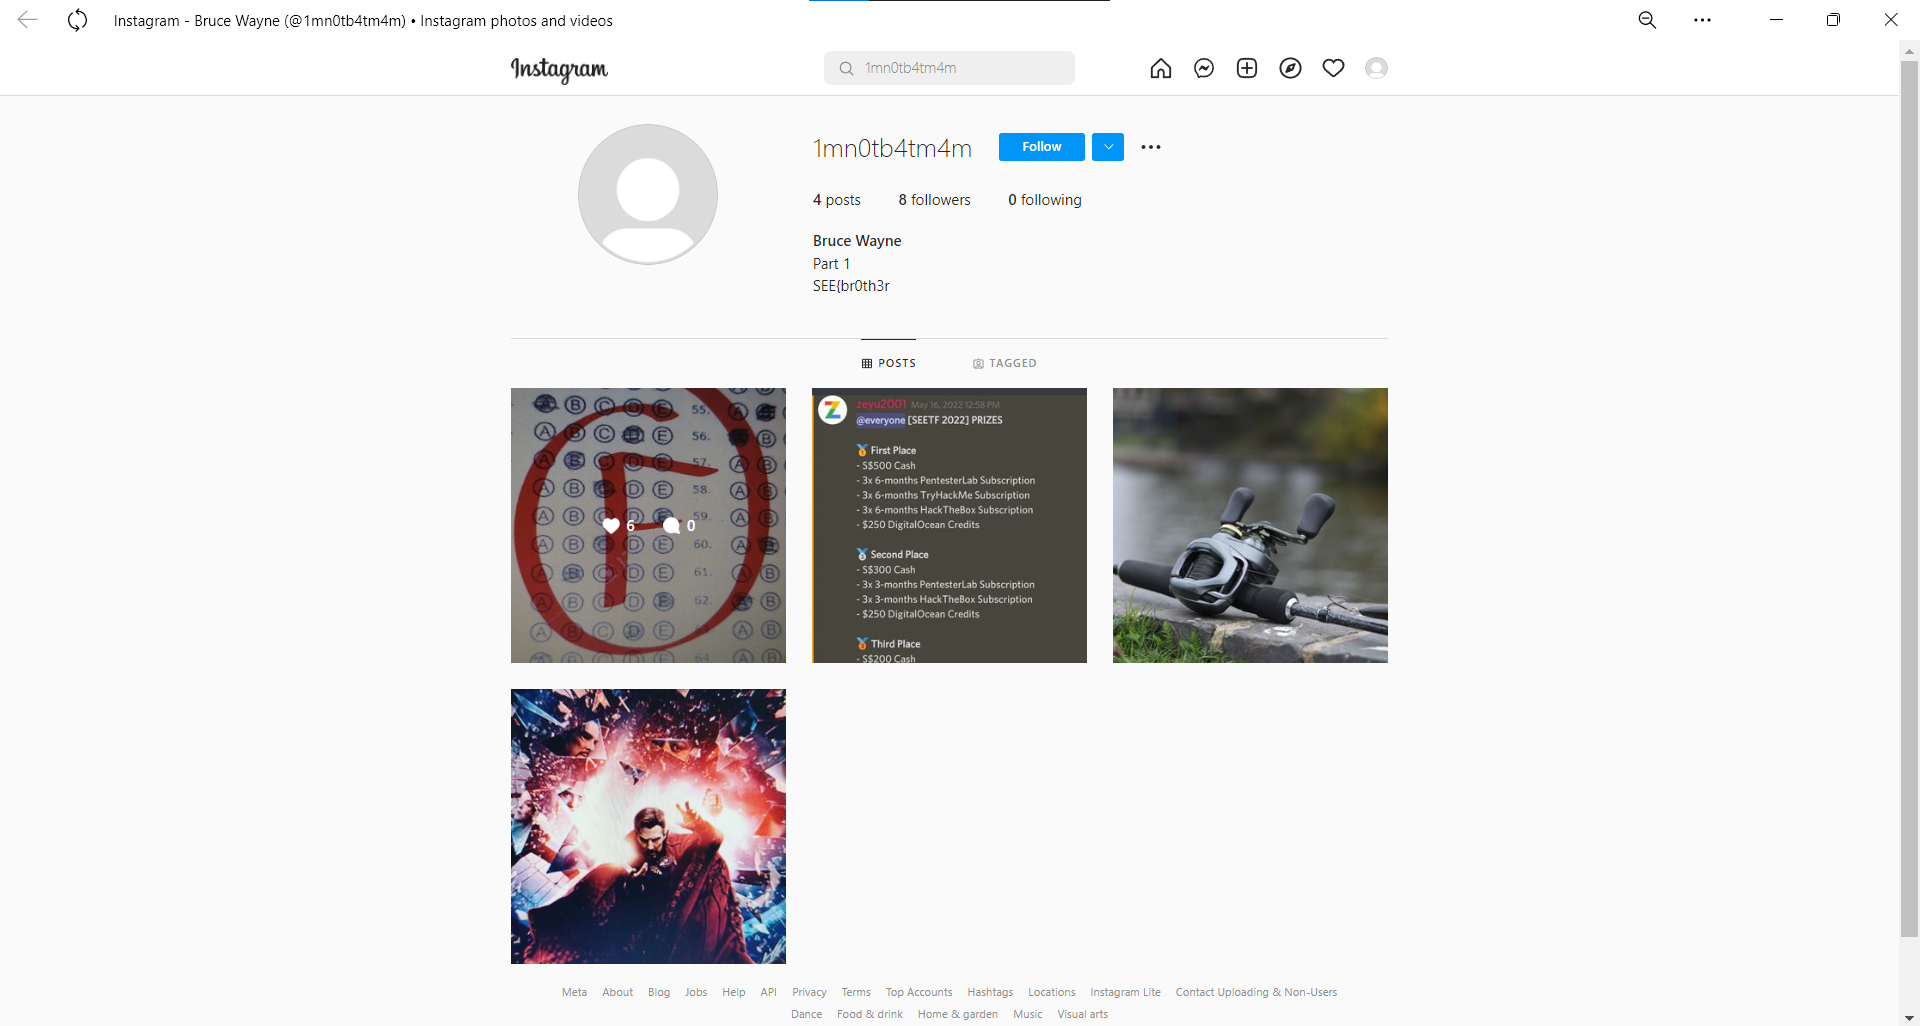 Instagram - Bruce Wayne (@1mn0tb4tm4m) • Instagram photos and videos
Instagram
1mn0tb4tm4m
1mn0tb4tm4m
Follow
4 posts 8 followers 0 following
Bruce Wayne
Part 1
SEE{br0th3r
POSTS TAGGED
A B C D E 55. A
A B C D E 56. B
A B C D E 57. A B
A B C D E 58. A B
59. A B
A B C D E 60. A B
A B C D E 61. A B
A B C D E 62. B
A B C D E A B
A B C D E 64. A B
6 0
Z
zeyu2001 May 16, 2022 12:58 PM
@everyone [SEETF 2022] PRIZES
First Place
- S$500 Cash
- 3x 6-months PentesterLab Subscription
- 3x 6-months TryHackMe Subscription
- 3x 6-months HackTheBox Subscription
- $250 DigitalOcean Credits
Second Place
- S$300 Cash
- 3x 3-months PentesterLab Subscription
- 3x 3-months HackTheBox Subscription
- $250 DigitalOcean Credits
Third Place
- S$200 Cash
Meta About Blog Jobs Help API Privacy Terms Top Accounts Hashtags Locations Instagram Lite Contact Uploading & Non-Users
Dance Food & drink Home & garden Music Visual arts